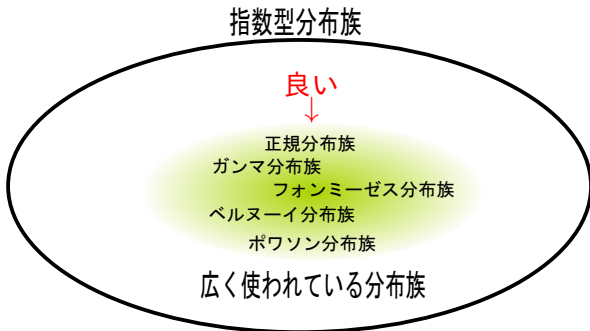 指数型分布族
良い
↓
正規分布族
ガンマ分布族
フォンミーゼス分布族
ベルヌーイ分布族
ポワソン分布族
広く使われている分布族